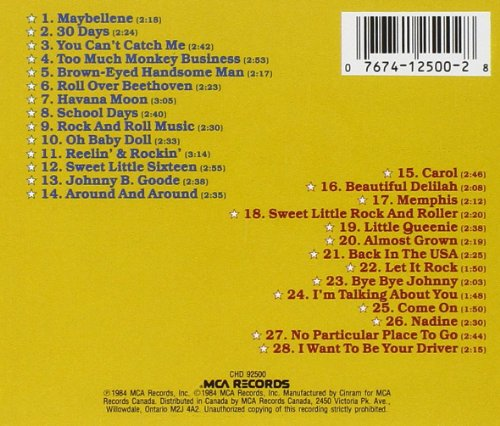 1. Maybellene (2:18)
2. 30 Days (2:24)
3. You Can't Catch Me (2:42)
4. Too Much Monkey Business (2:53)
5. Brown-Eyed Handsome Man (2:17)
6. Roll Over Beethoven (2:23)
7. Havana Moon (3:05)
8. School Days (2:40)
9. Rock And Roll Music (2:30)
10. Oh Baby Doll (2:33)
11. Reelin' & Rockin' (3:14)
12. Sweet Little Sixteen (2:55)
13. Johnny B. Goode (2:38)
14. Around And Around (2:35)
0 7674-12500-2 8
15. Carol (2:46)
16. Beautiful Delilah (2:08)
17. Memphis (2:12)
18. Sweet Little Rock And Roller (2:20)
19. Little Queenie (2:38)
20. Almost Grown (2:19)
21. Back In The USA (2:25)
22. Let It Rock (1:50)
23. Bye Bye Johnny (2:03)
24. I'm Talking About You (1:48)
25. Come On (1:50)
26. Nadine (2:30)
27. No Particular Place To Go (2:44)
28. I Want To Be Your Driver (2:15)
CHD 92500
MCA RECORDS
℗1984 MCA Records, Inc. ©1984 MCA Records, Inc. Manufactured by Cinram for MCA
Records Canada. Distributed in Canada by MCA Records Canada, 2450 Victoria Pk. Ave.,
Willowdale, Ontario M2J 4A2. Unauthorized copying of this recording strictly prohibited.